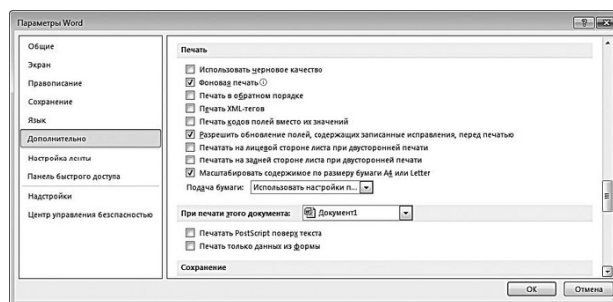 Параметры Word
Общие
Экран
Правописание
Сохранение
Язык
Дополнительно
Настройка ленты
Панель быстрого доступа
Надстройки
Центр управления безопасностью
Печать
Использовать черновое качество
Фоновая печать
Печать в обратном порядке
Печать XML-тегов
Печать кодов полей вместо их значений
Разрешить обновление полей, содержащих записанные исправления, перед печатью
Печатать на лицевой стороне листа при двусторонней печати
Печатать на задней стороне листа при двусторонней печати
Масштабировать содержимое по размеру бумаги A4 или Letter
Подача бумаги: Использовать настройки п...
При печати этого документа: Документ1
Печатать PostScript поверх текста
Печать только данных из формы
Сохранение
ОК Отмена